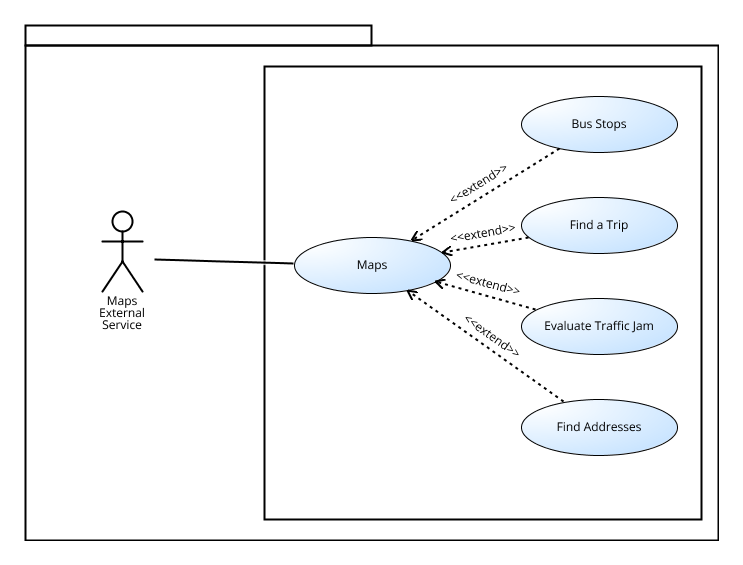 Bus Stops
<<extend>>
Find a Trip
<<extend>>
Maps
<<extend>>
Evaluate Traffic Jam
<<extend>>
Find Addresses
Maps
External
Service